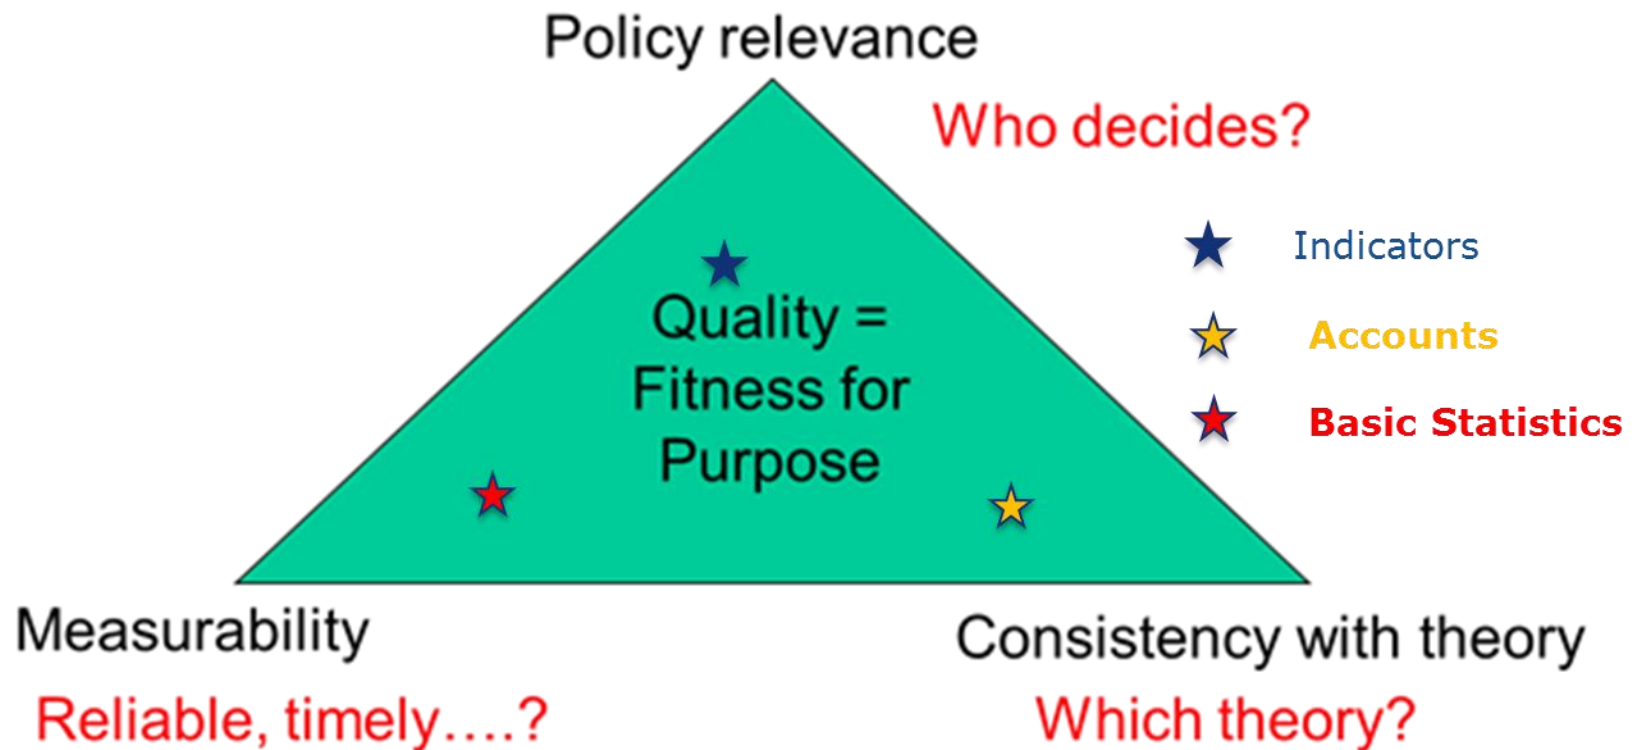 Policy relevance
Who decides?
Indicators
Quality =
Accounts
Fitness for
Basic Statistics
Purpose
Measurability
Consistency with theory
Reliable, timely....?
Which theory?